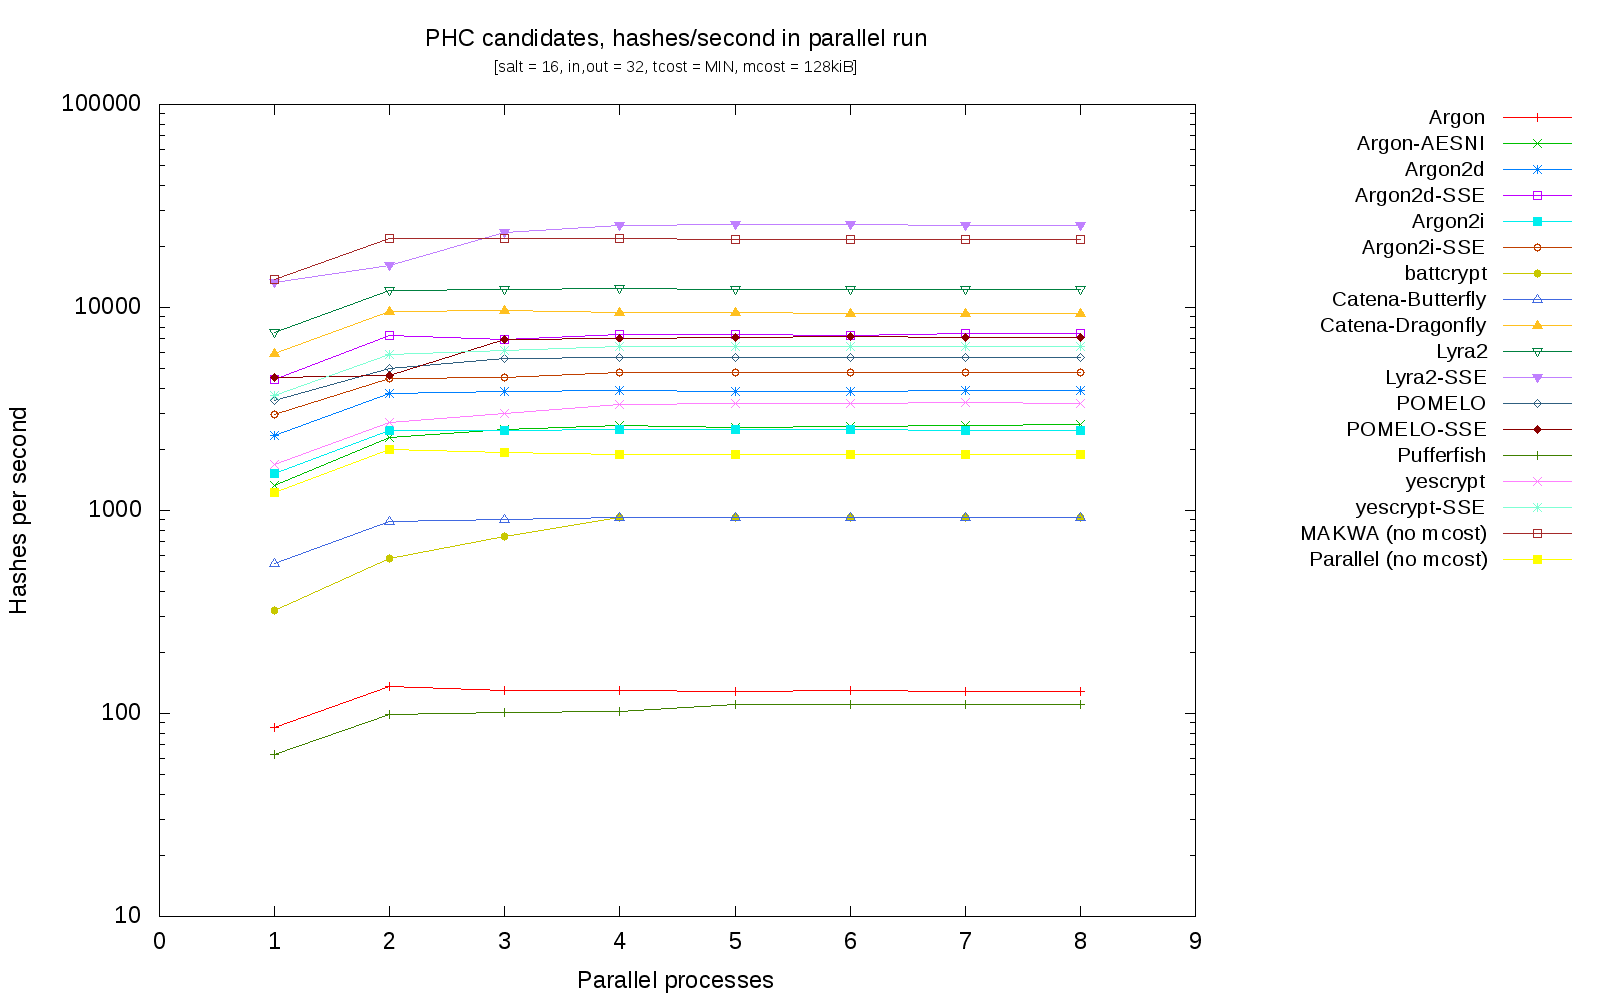 PHC candidates, hashes/second in parallel run
[salt = 16, in,out = 32, tcost = MIN, mcost = 128kiB]
100000
10000
1000
100
10
Hashes per second
0 1 2 3 4 5 6 7 8 9
Parallel processes
Argon
Argon-AESNI
Argon2d
Argon2d-SSE
Argon2i
Argon2i-SSE
battcrypt
Catena-Butterfly
Catena-Dragonfly
Lyra2
Lyra2-SSE
POMELO
POMELO-SSE
Pufferfish
yescrypt
yescrypt-SSE
MAKWA (no mcost)
Parallel (no mcost)